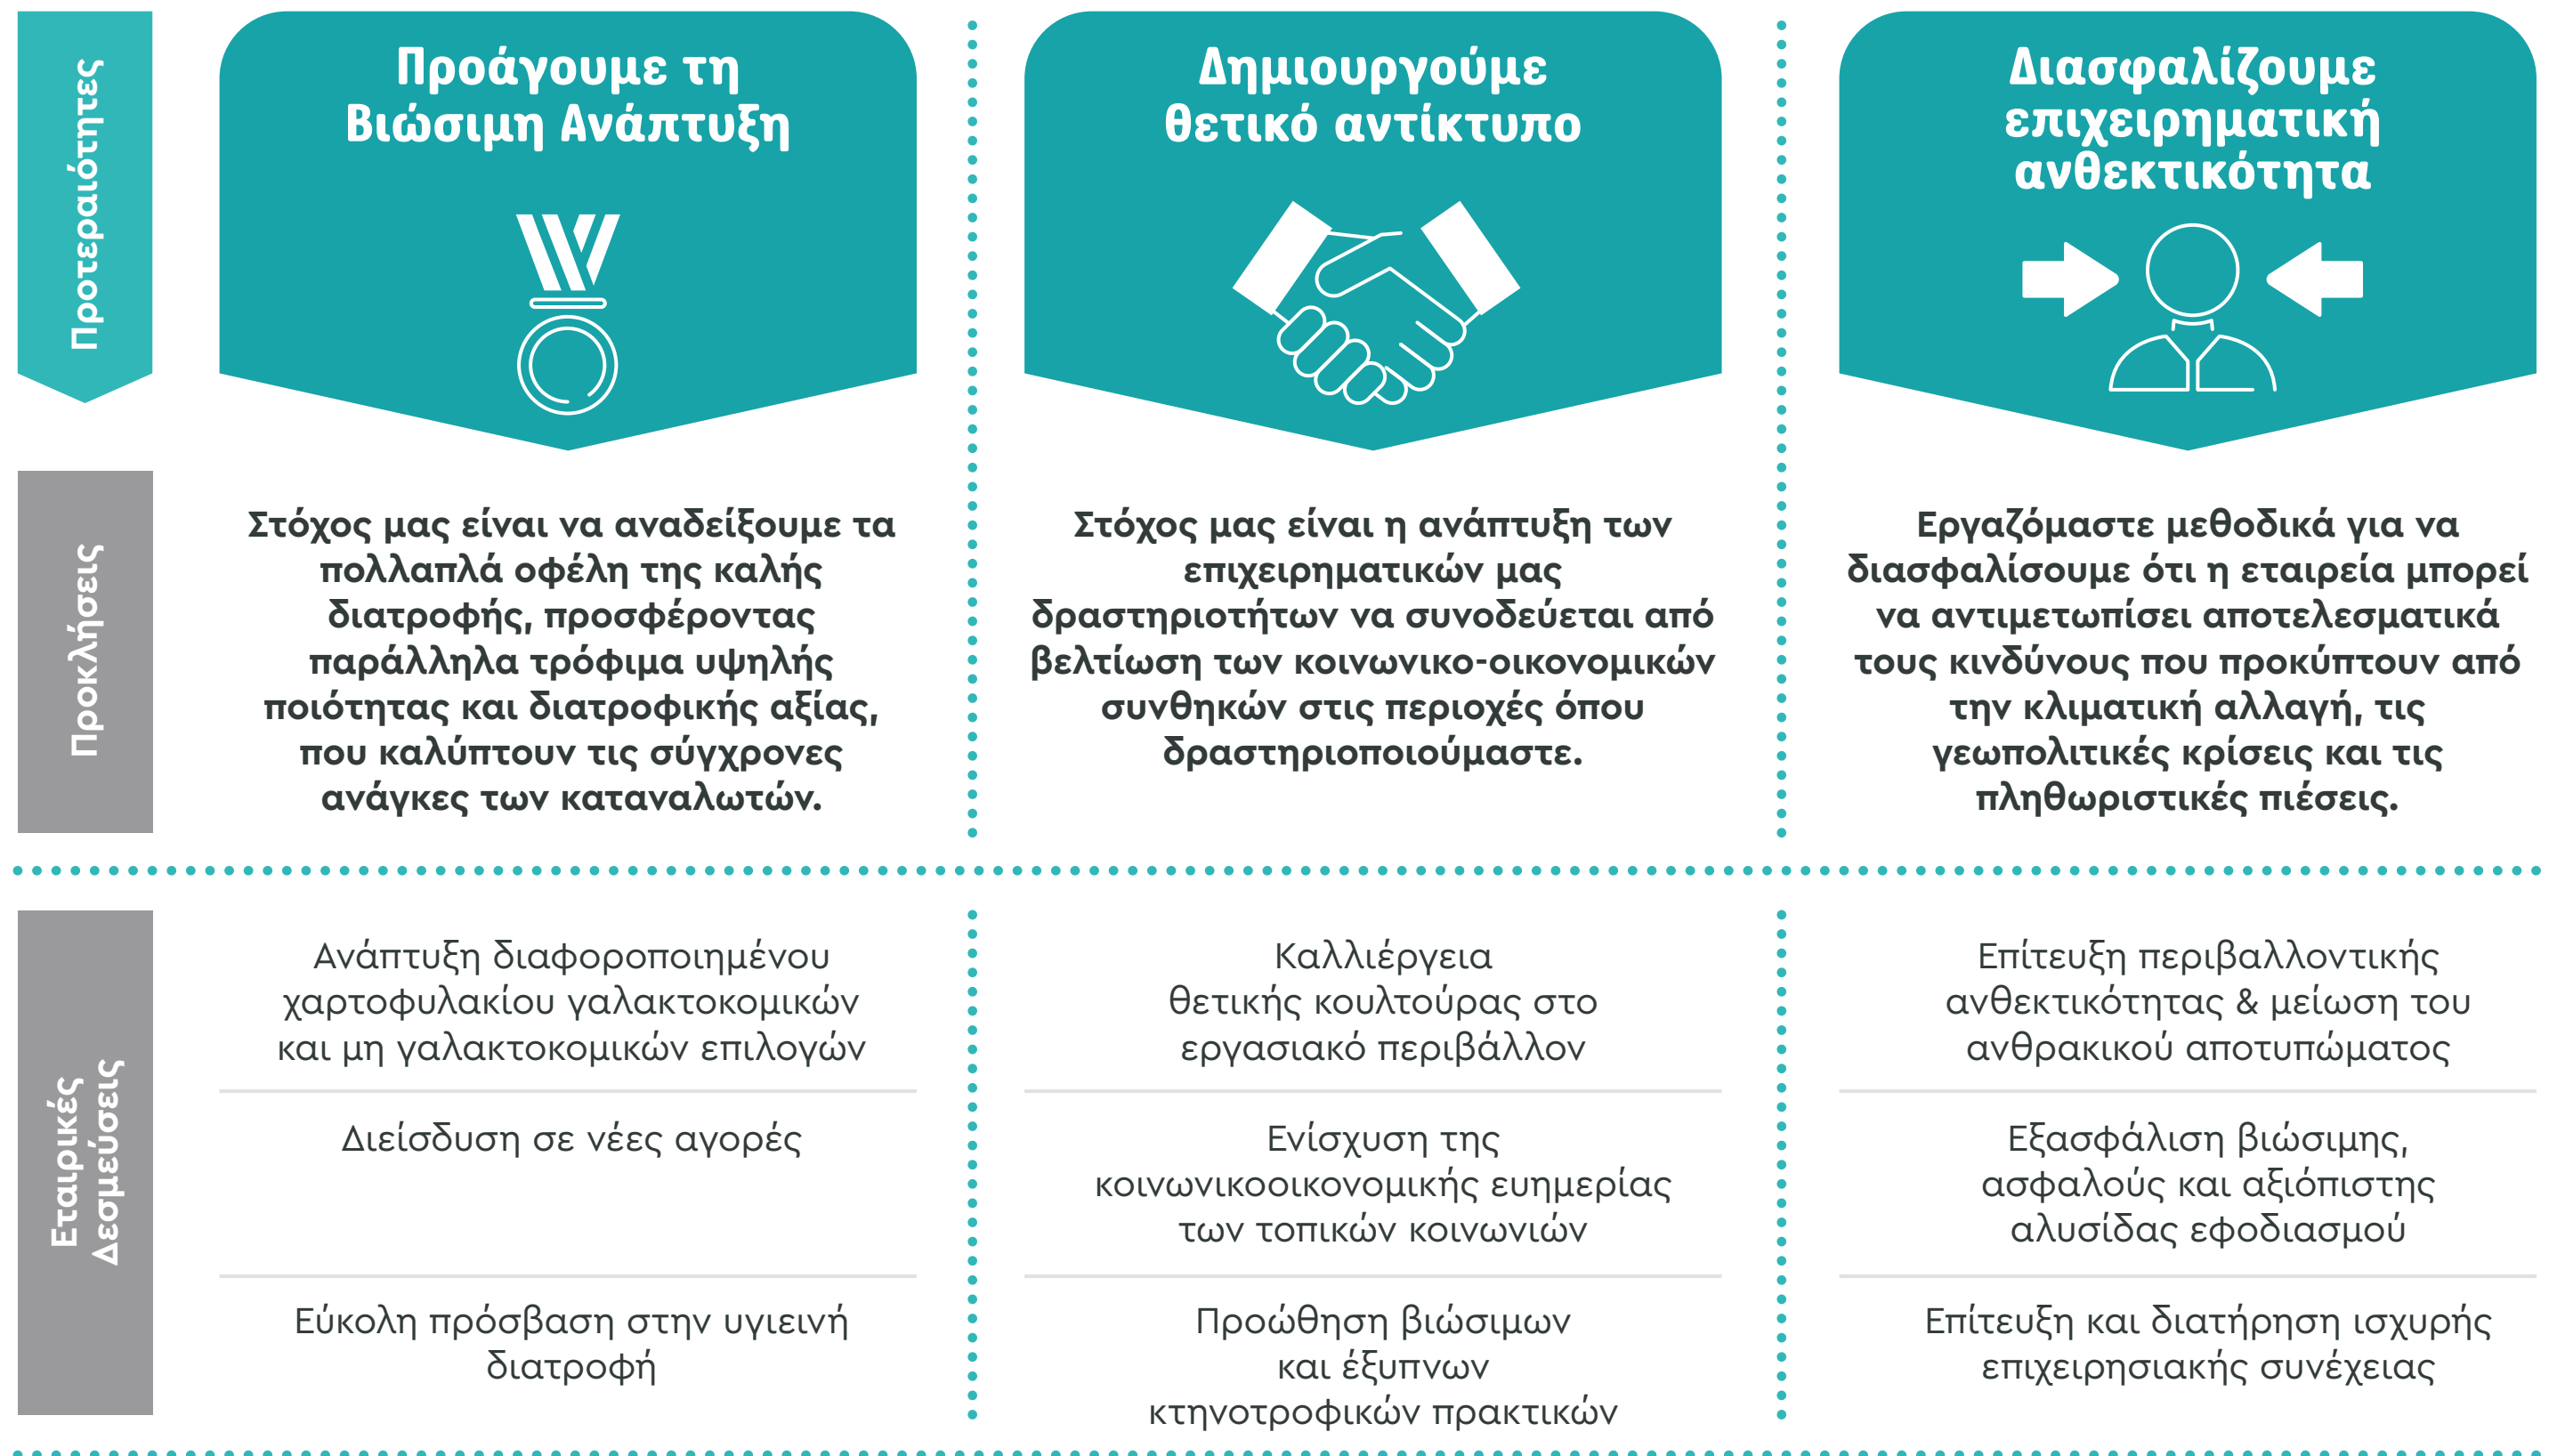 Προτεραιότητες
Προάγουμε τη
Βιώσιμη Ανάπτυξη
Δημιουργούμε
θετικό αντίκτυπο
Διασφαλίζουμε
επιχειρηματική
ανθεκτικότητα
Προκλήσεις
Στόχος μας είναι να αναδείξουμε τα
πολλαπλά οφέλη της καλής
διατροφής, προσφέροντας
παράλληλα τρόφιμα υψηλής
ποιότητας και διατροφικής αξίας,
που καλύπτουν τις σύγχρονες
ανάγκες των καταναλωτών.
Στόχος μας είναι η ανάπτυξη των
επιχειρηματικών μας
δραστηριοτήτων να συνοδεύεται από
βελτίωση των κοινωνικο-οικονομικών
συνθηκών στις περιοχές όπου
δραστηριοποιούμαστε.
Εργαζόμαστε μεθοδικά για να
διασφαλίσουμε ότι η εταιρεία μπορεί
να αντιμετωπίσει αποτελεσματικά
τους κινδύνους που προκύπτουν από
την κλιματική αλλαγή, τις
γεωπολιτικές κρίσεις και τις
πληθωριστικές πιέσεις.
Εταιρικές
Δεσμεύσεις
Ανάπτυξη διαφοροποιημένου
χαρτοφυλακίου γαλακτοκομικών
και μη γαλακτοκομικών επιλογών
Καλλιέργεια
θετικής κουλτούρας στο
εργασιακό περιβάλλον
Επίτευξη περιβαλλοντικής
ανθεκτικότητας & μείωση του
ανθρακικού αποτυπώματος
Διείσδυση σε νέες αγορές
Ενίσχυση της
κοινωνικοοικονομικής ευημερίας
των τοπικών κοινωνιών
Εξασφάλιση βιώσιμης,
ασφαλούς και αξιόπιστης
αλυσίδας εφοδιασμού
Εύκολη πρόσβαση στην υγιεινή
διατροφή
Προώθηση βιώσιμων
και έξυπνων
κτηνοτροφικών πρακτικών
Επίτευξη και διατήρηση ισχυρής
επιχειρησιακής συνέχειας